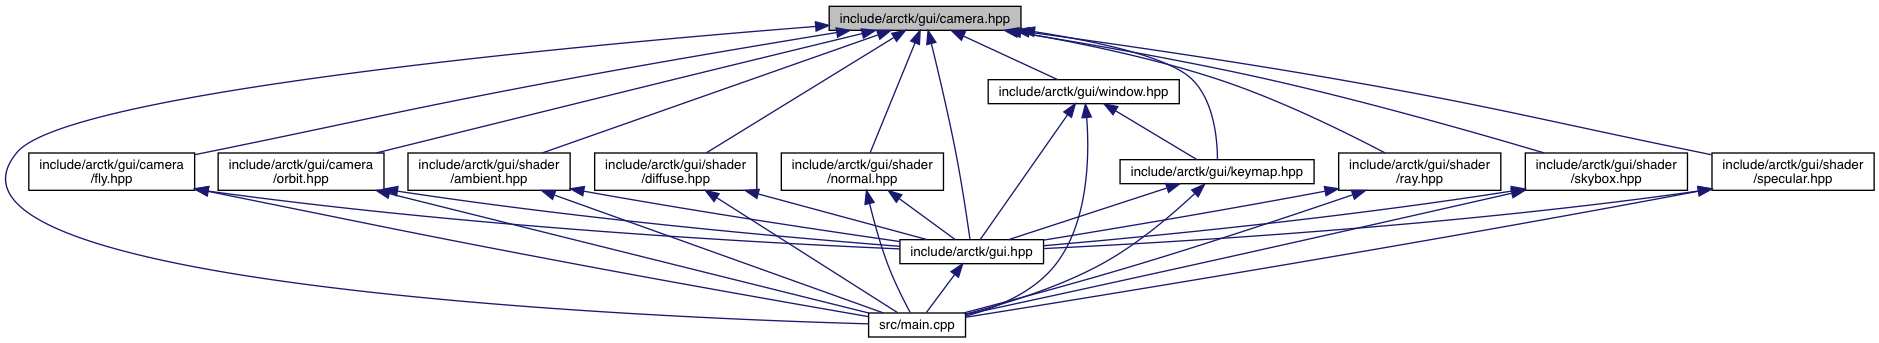 include/arctk/gui/camera.hpp
include/arctk/gui/window.hpp
include/arctk/gui/camera
/fly.hpp
include/arctk/gui/camera
/orbit.hpp
include/arctk/gui/shader
/ambient.hpp
include/arctk/gui/shader
/diffuse.hpp
include/arctk/gui/shader
/normal.hpp
include/arctk/gui/keymap.hpp
include/arctk/gui/shader
/ray.hpp
include/arctk/gui/shader
/skybox.hpp
include/arctk/gui/shader
/specular.hpp
include/arctk/gui.hpp
src/main.cpp